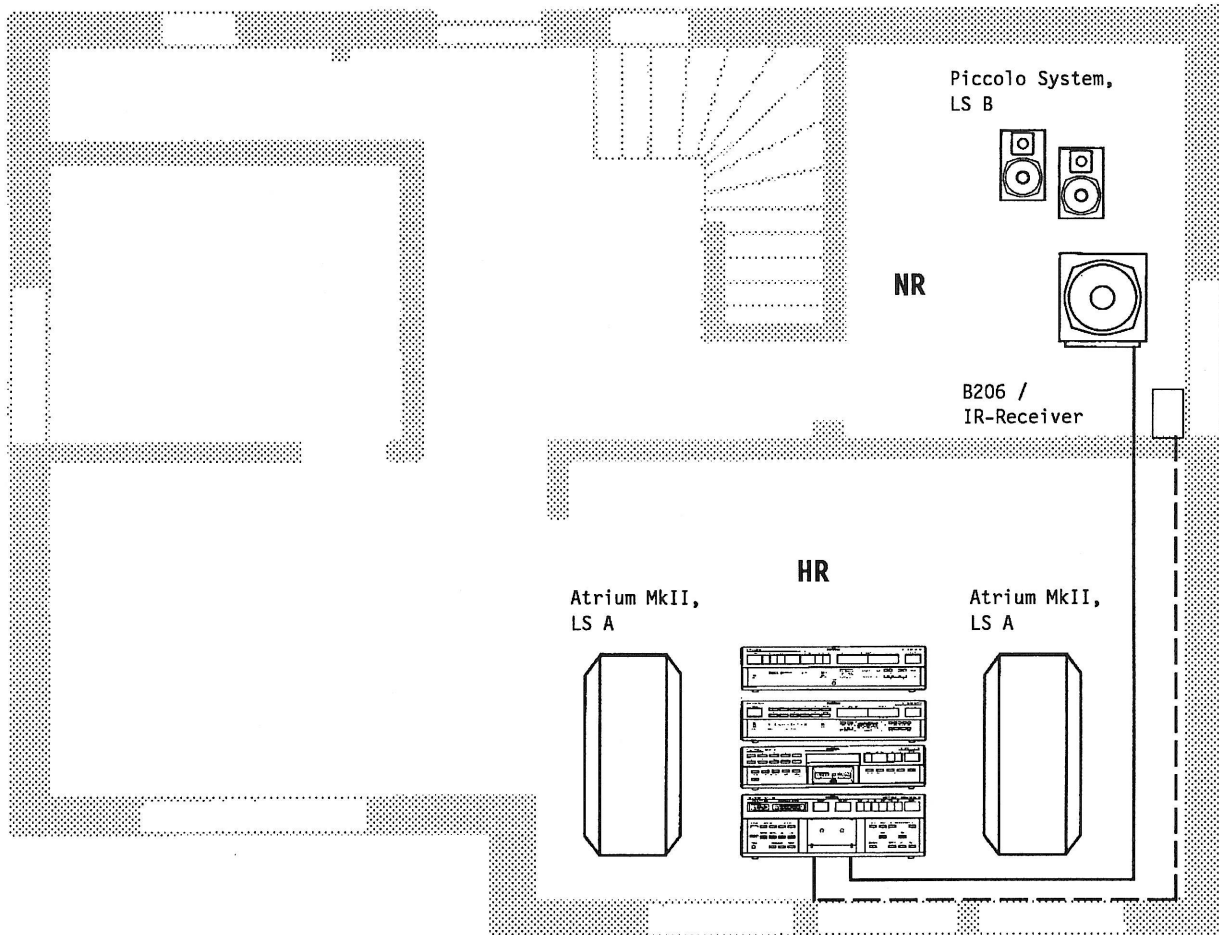 Piccolo System,
LS B
NR
B206 /
IR-Receiver
HR
Atrium MkII,
LS A
Atrium MkII,
LS A